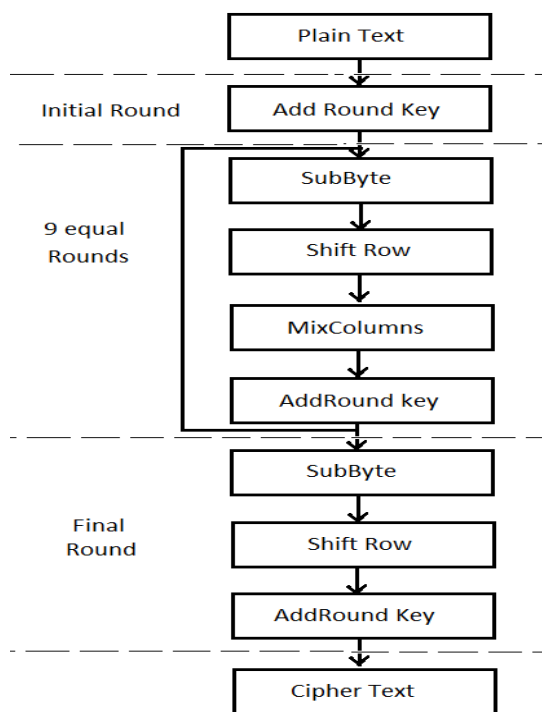 Plain Text
Initial Round
Add Round Key
SubByte
9 equal
Rounds
Shift Row
MixColumns
AddRound key
SubByte
Final
Round
Shift Row
AddRound Key
Cipher Text